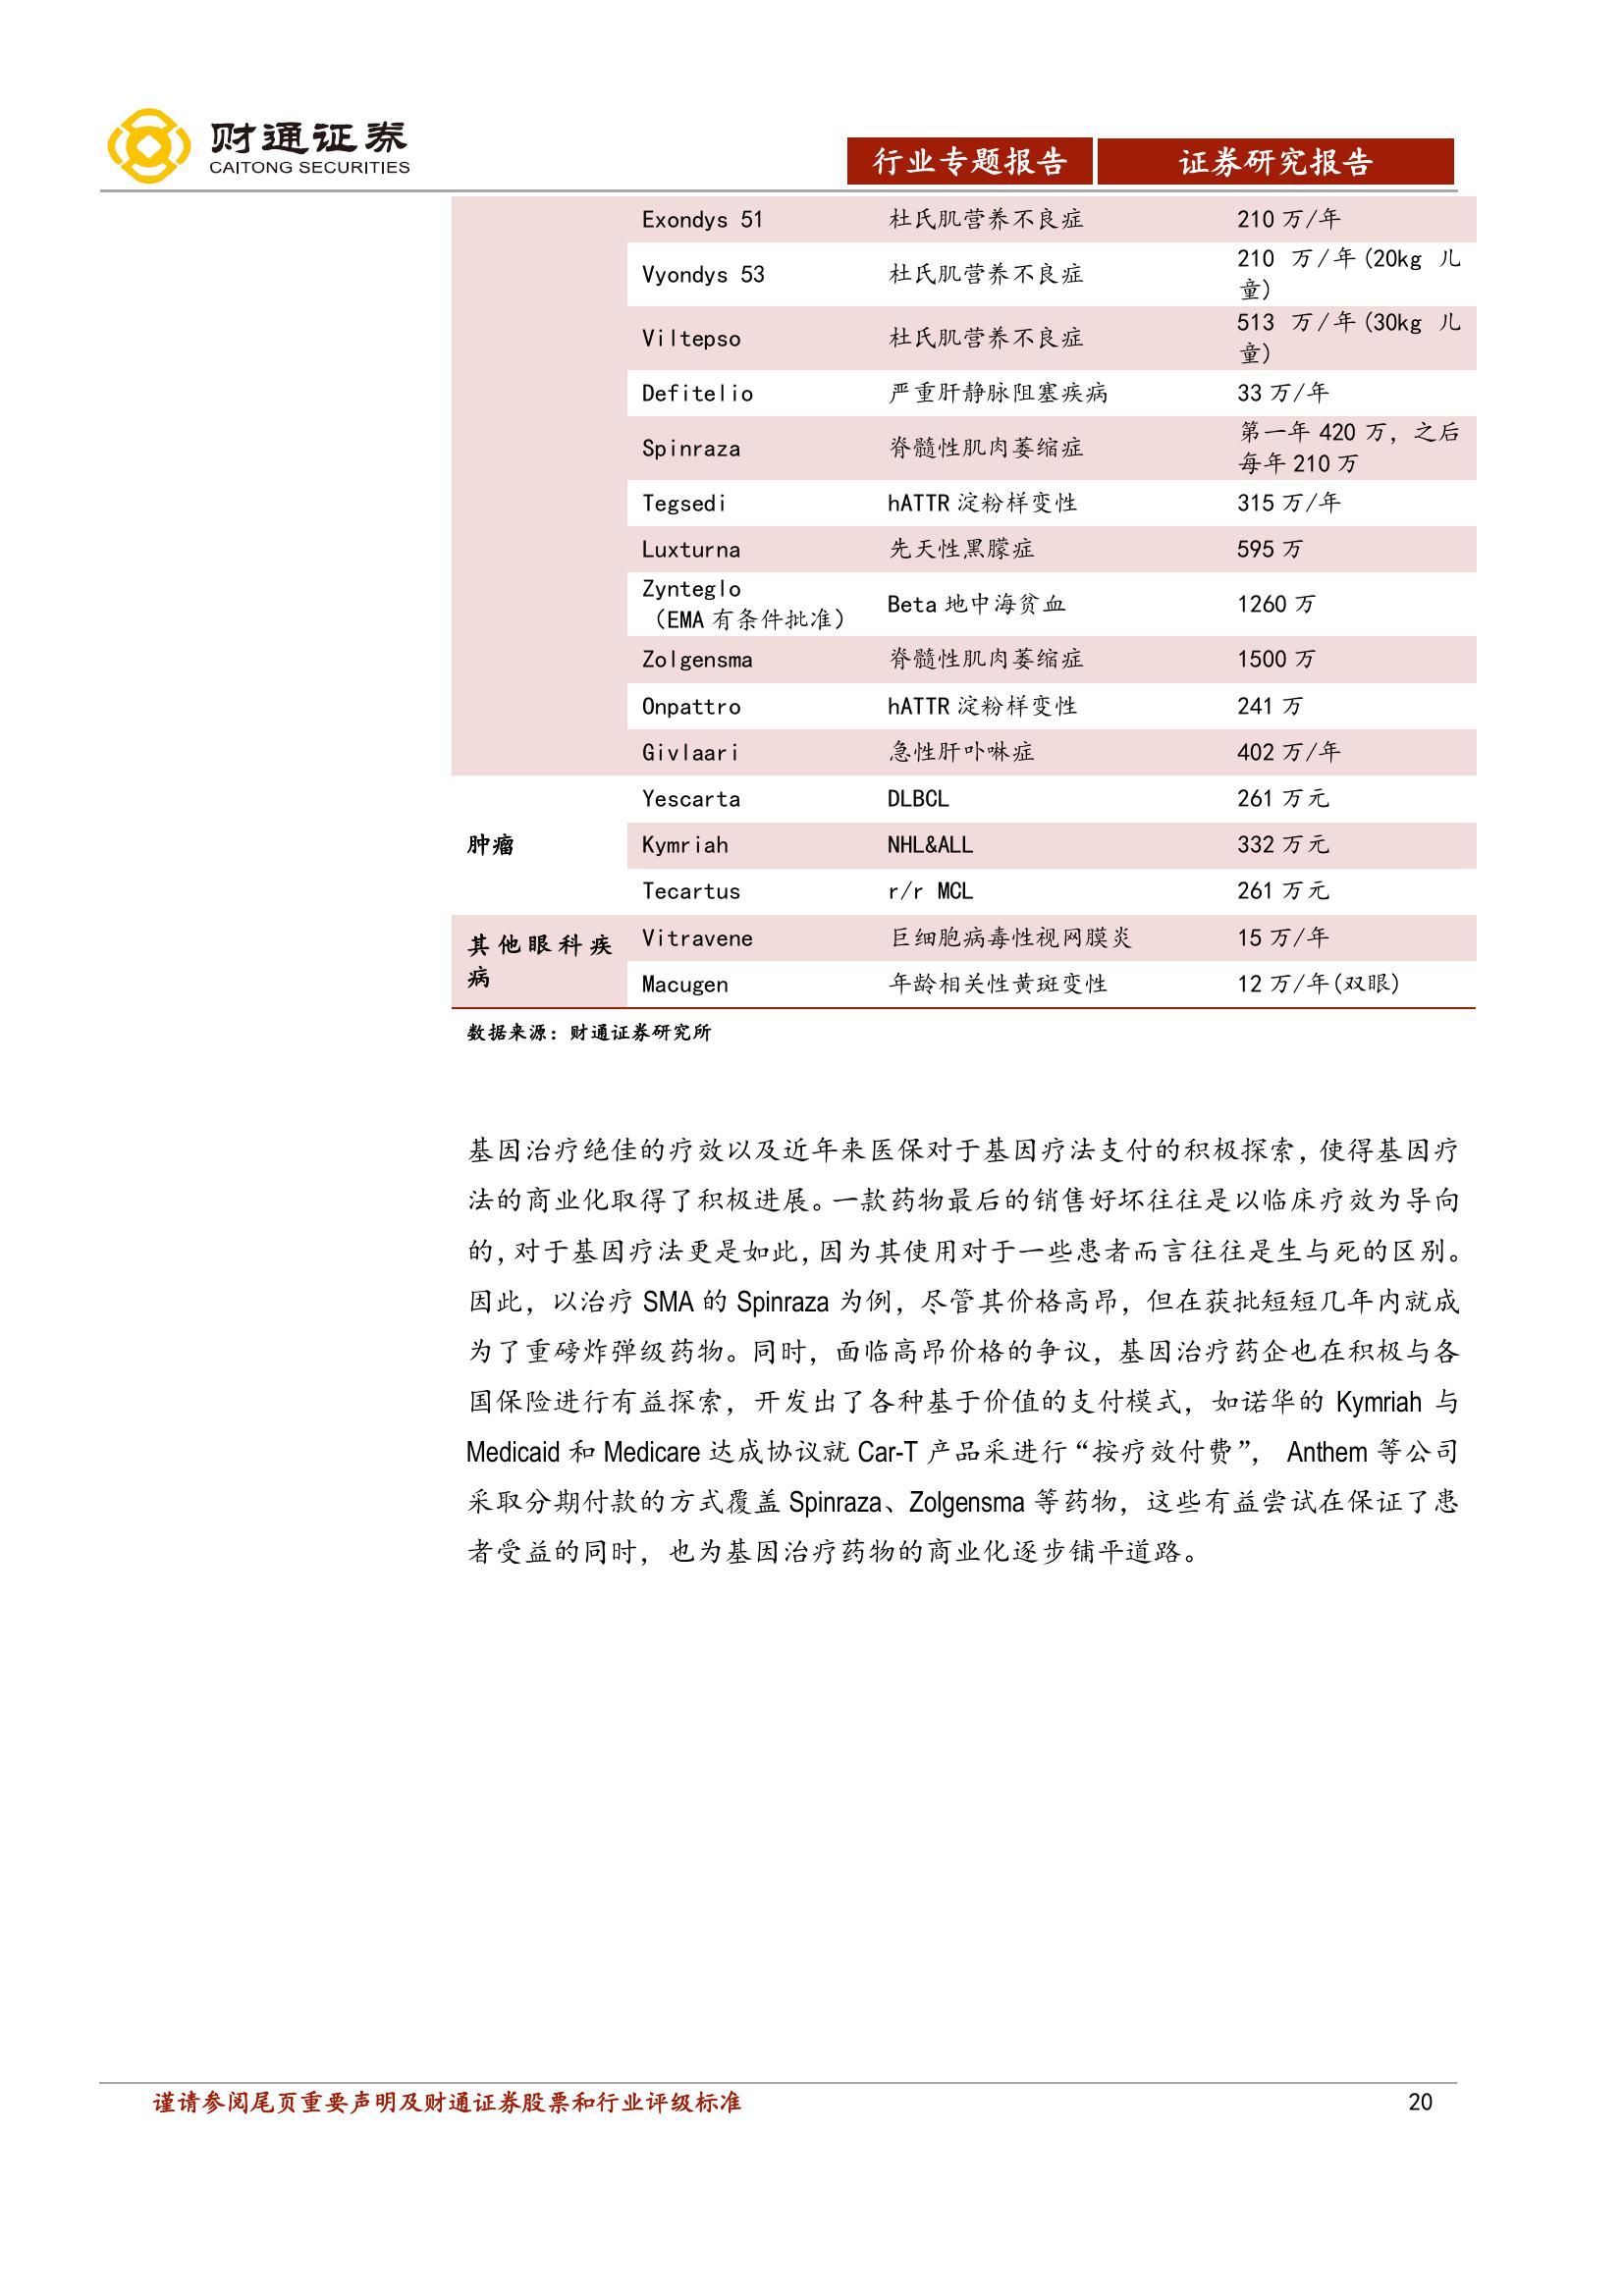 财通证券
CAITONG SECURITIES
行业专题报告 证券研究报告
Exondys 51 杜氏肌营养不良症 210 万/年
Vyondys 53 杜氏肌营养不良症 210 万/年(20kg 儿
童)
Viltepso 杜氏肌营养不良症 513 万/年(30kg 儿
童)
Defitelio 严重肝静脉阻塞疾病 33 万/年
Spinraza 脊髓性肌肉萎缩症 第一年 420 万，之后
每年 210 万
Tegsedi hATTR 淀粉样变性 315 万/年
Luxturna 先天性黑朦症 595 万
Zynteglo
（EMA 有条件批准） Beta 地中海贫血 1260 万
Zolgensma 脊髓性肌肉萎缩症 1500 万
Onpattro hATTR 淀粉样变性 241 万
Givlaari 急性肝卟啉症 402 万/年
Yescarta DLBCL 261 万元
肿瘤 Kymriah NHL&ALL 332 万元
Tecartus r/r MCL 261 万元
其他眼科疾
病
Vitravene 巨细胞病毒性视网膜炎 15 万/年
Macugen 年龄相关性黄斑变性 12 万/年(双眼)
数据来源：财通证券研究所
基因治疗绝佳的疗效以及近年来医保对于基因疗法支付的积极探索，使得基因疗
法的商业化取得了积极进展。一款药物最后的销售好坏往往是以临床疗效为导向
的，对于基因疗法更是如此，因为其使用对于一些患者而言往往是生与死的区别。
因此，以治疗 SMA 的 Spinraza 为例，尽管其价格高昂，但在获批短短几年内就成
为了重磅炸弹级药物。同时，面临高昂价格的争议，基因治疗药企也在积极与各
国保险进行有益探索，开发出了各种基于价值的支付模式，如诺华的 Kymriah 与
Medicaid 和 Medicare 达成协议就 Car-T 产品采进行“按疗效付费”， Anthem 等公司
采取分期付款的方式覆盖 Spinraza、Zolgensma 等药物，这些有益尝试在保证了患
者受益的同时，也为基因治疗药物的商业化逐步铺平道路。
谨请参阅尾页重要声明及财通证券股票和行业评级标准 20